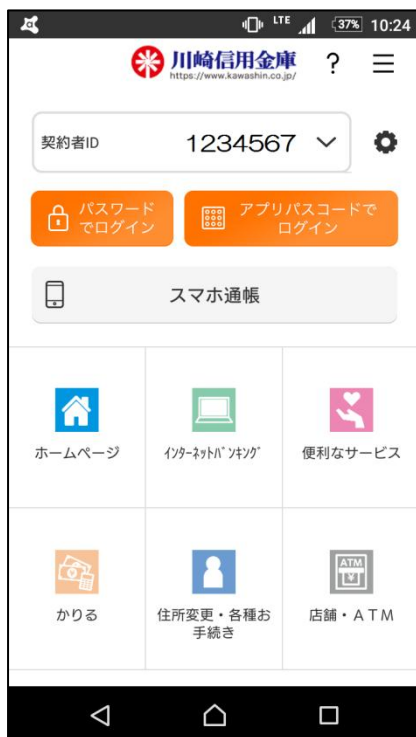 LTE 37% 10:24
川崎信用金庫 ?
https://www.kawashin.co.jp/
契約者ID 1234567
パスワード
でログイン
アプリパスコードで
ログイン
スマホ通帳
ホームページ
ｲﾝﾀｰﾈｯﾄﾊﾞﾝｷﾝｸﾞ
便利なサービス
ATM
かりる
住所変更・各種お
手続き
店舗・ＡＴＭ